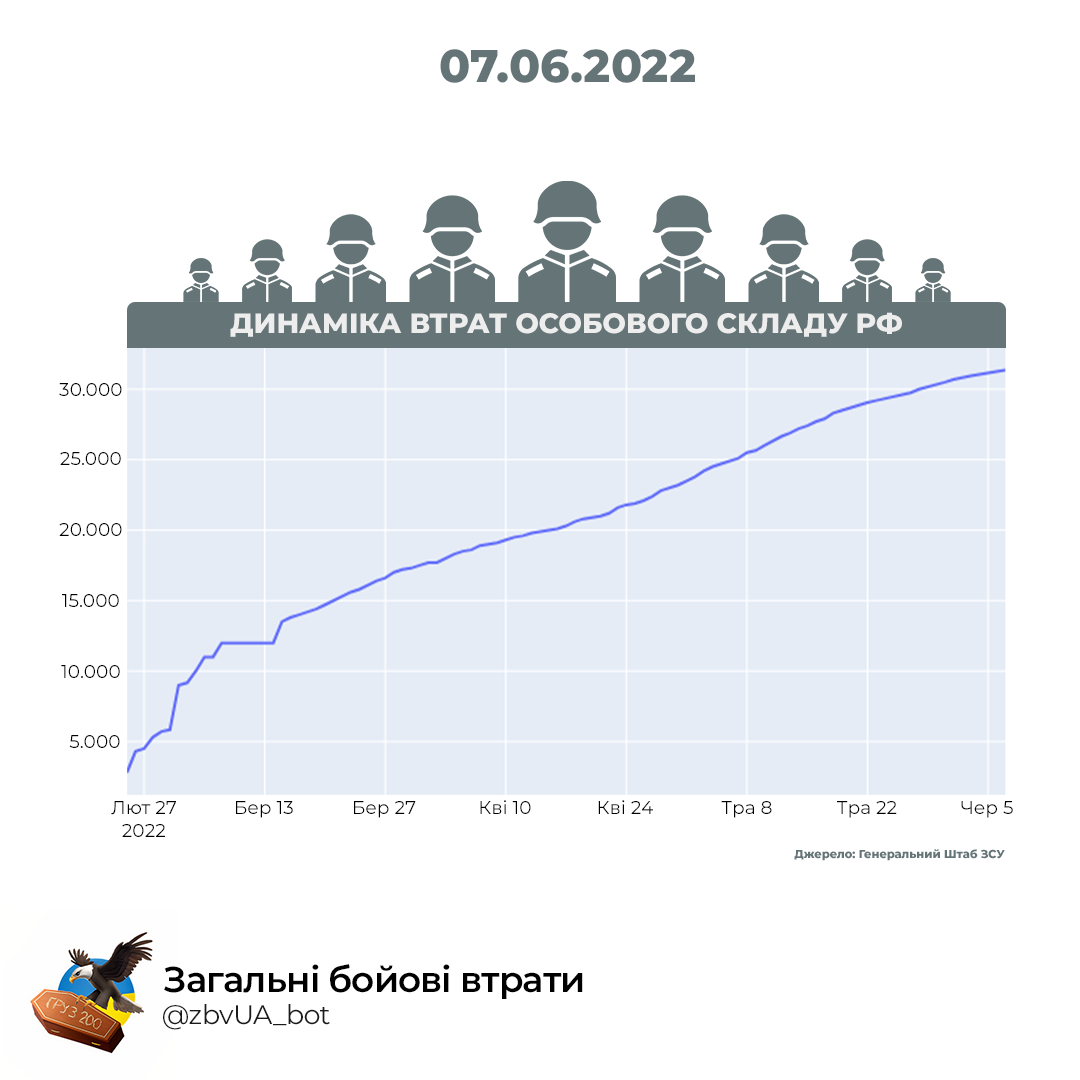 07.06.2022
ДИНАМІКА ВТРАТ ОСОБОВОГО СКЛАДУ РФ
30.000
25.000
20.000
15.000
10.000
5.000
Лют 27 Бер 13 Бер 27 Кві 10 Кві 24 Тра 8 Тра 22 Чер 5
2022
Джерело: Генеральний Штаб ЗСУ
Загальні бойові втрати
ГРУЗ 200
@zbvUA_bot